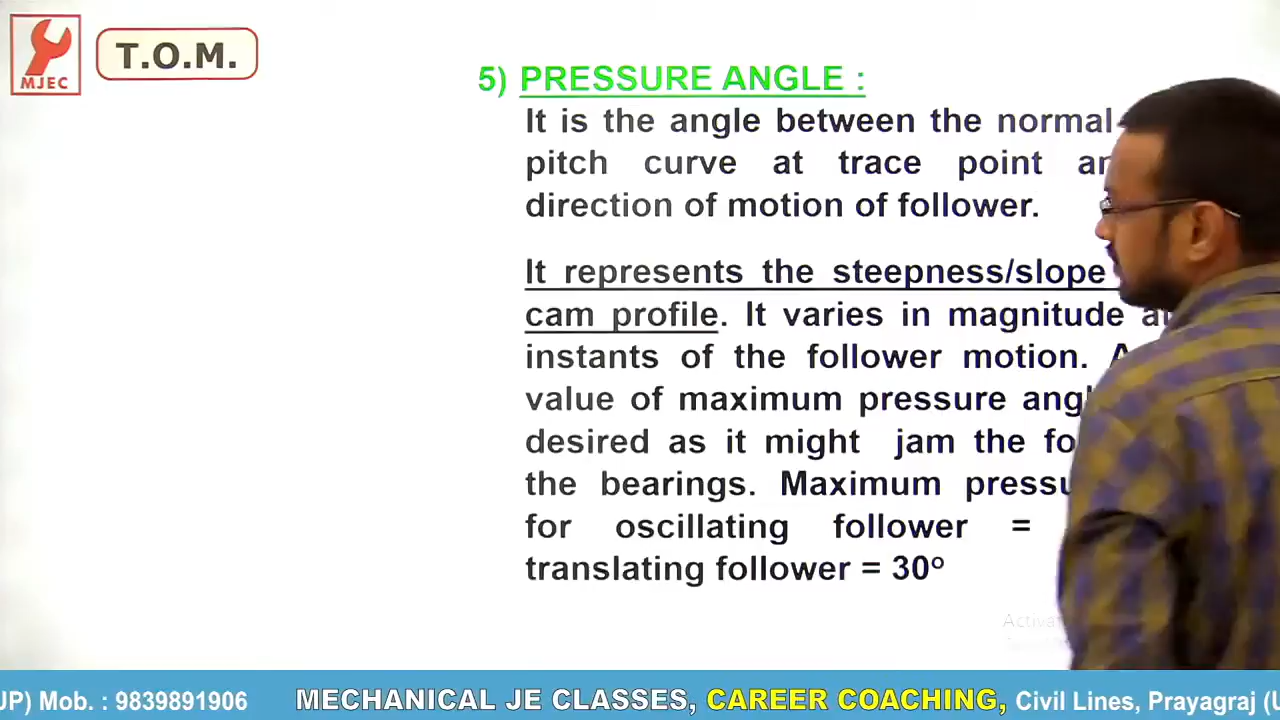 MJEC
T.O.M.
5) PRESSURE ANGLE :
It is the angle between the normal
pitch curve at trace point
direction of motion of follower.
It represents the steepness/slope
cam profile. It varies in magnitude
instants of the follower motion.
value of maximum pressure
desired as it might jam the
the bearings. Maximum
for oscillating follower =
translating follower = 30°
UP) Mob. : 9839891906 MECHANICAL JE CLASSES, CAREER COACHING, Civil Lines, Prayagraj (U